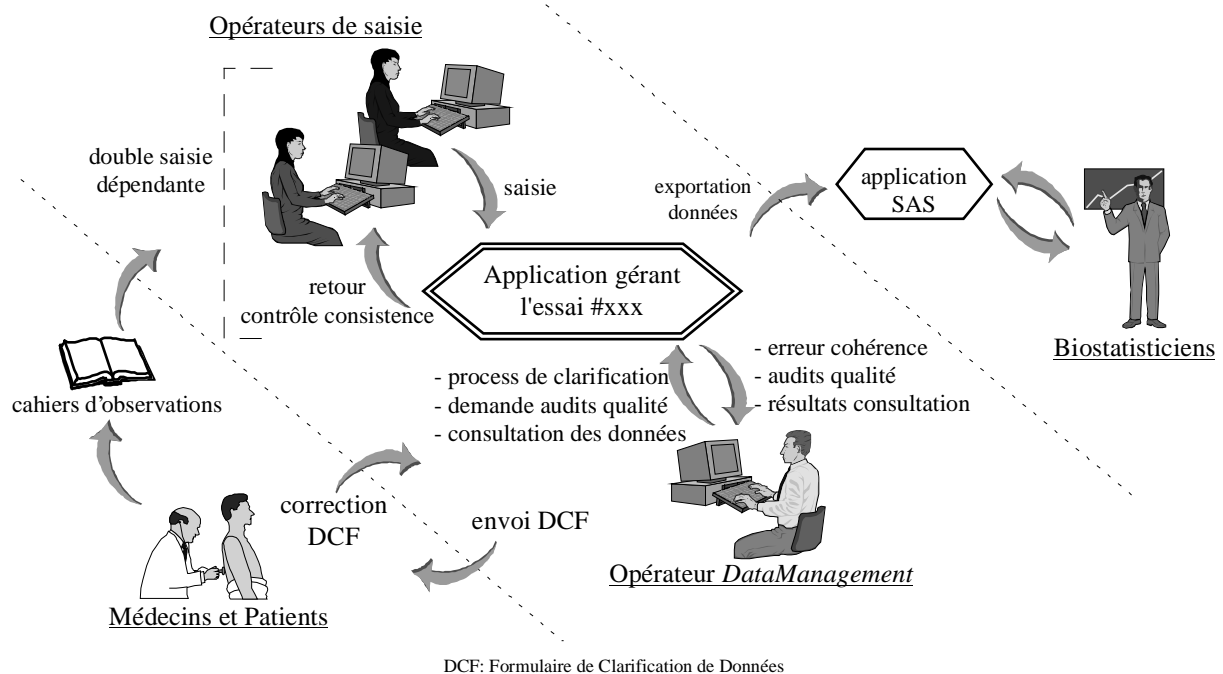 Opérateurs de saisie
double saisie
dépendante
saisie
exportation
données
application
SAS
Application gérant
l'essai #xxx
retour
contrôle consistence
Biostatisticiens
- erreur cohérence
- audits qualité
- résultats consultation
- process de clarification
- demande audits qualité
- consultation des données
cahiers d’observations
correction
DCF
envoi DCF
Médecins et Patients
Opérateur DataManagement
DCF: Formulaire de Clarification de Données